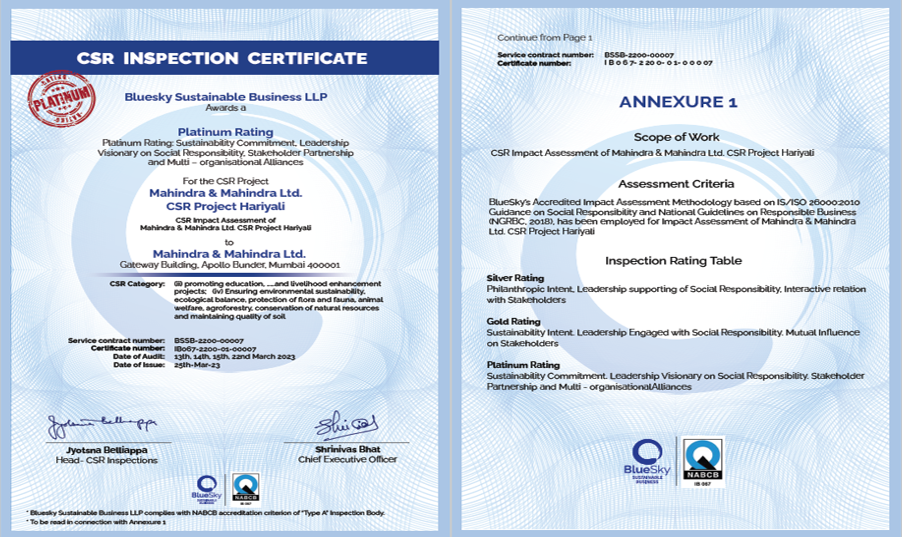 CSR INSPECTION CERTIFICATE
RATING
PLATINUM
RATING
Bluesky Sustainable Business LLP
Awards a
Platinum Rating
Platinum Rating: Sustainability Commitment, Leadership
Visionary on Social Responsibility, Stakeholder Partnership
and Multi – organisational Alliances
For the CSR Project
Mahindra & Mahindra Ltd.
CSR Project Hariyali
CSR Impact Assessment of
Mahindra & Mahindra Ltd. CSR Project Hariyali
to
Mahindra & Mahindra Ltd.
Gateway Building, Apollo Bunder, Mumbai 400001
CSR Category: (ii) promoting education, .....and livelihood enhancement
projects; (iv) Ensuring environmental sustainability,
ecological balance, protection of flora and fauna, animal
welfare, agroforestry, conservation of natural resources
and maintaining quality of soil
Service contract number: BSSB-2200-00007
Certificate number: IB067-2200-01-00007
Date of Audit: 13th, 14th, 15th, 22nd March 2023
Date of Issue: 25th-Mar-23
Jyotsna Belliappa
Head- CSR Inspections
Shrinivas Bhat
Chief Executive Officer
BlueSky
SUSTAINABLE
BUSINESS
NABCB
IB 067
* Bluesky Sustainable Business LLP complies with NABCB accreditation criterion of "Type A" Inspection Body.
* To be read in connection with Annexure 1
Continue from Page 1
Service contract number: BSSB-2200-00007
Certificate number: I B 0 6 7- 2 20 0- 0 1- 0 0 0 07
ANNEXURE 1
Scope of Work
CSR Impact Assessment of Mahindra & Mahindra Ltd. CSR Project Hariyali
Assessment Criteria
BlueSky's Accredited Impact Assessment Methodology based on IS/ISO 26000:2010
Guidance on Social Responsibility and National Guidelines on Responsible Business
(NGRBC, 2018), has been employed for Impact Assessment of Mahindra & Mahindra
Ltd. CSR Project Hariyali
Inspection Rating Table
Silver Rating
Philanthropic Intent, Leadership supporting of Social Responsibility, Interactive relation
with Stakeholders
Gold Rating
Sustainability Intent. Leadership Engaged with Social Responsibility. Mutual Influence
on Stakeholders
Platinum Rating
Sustainability Commitment. Leadership Visionary on Social Responsibility. Stakeholder
Partnership and Multi - organisationalAlliances
BlueSky
SUSTAINABLE
BUSINESS
NABCB
IB 067